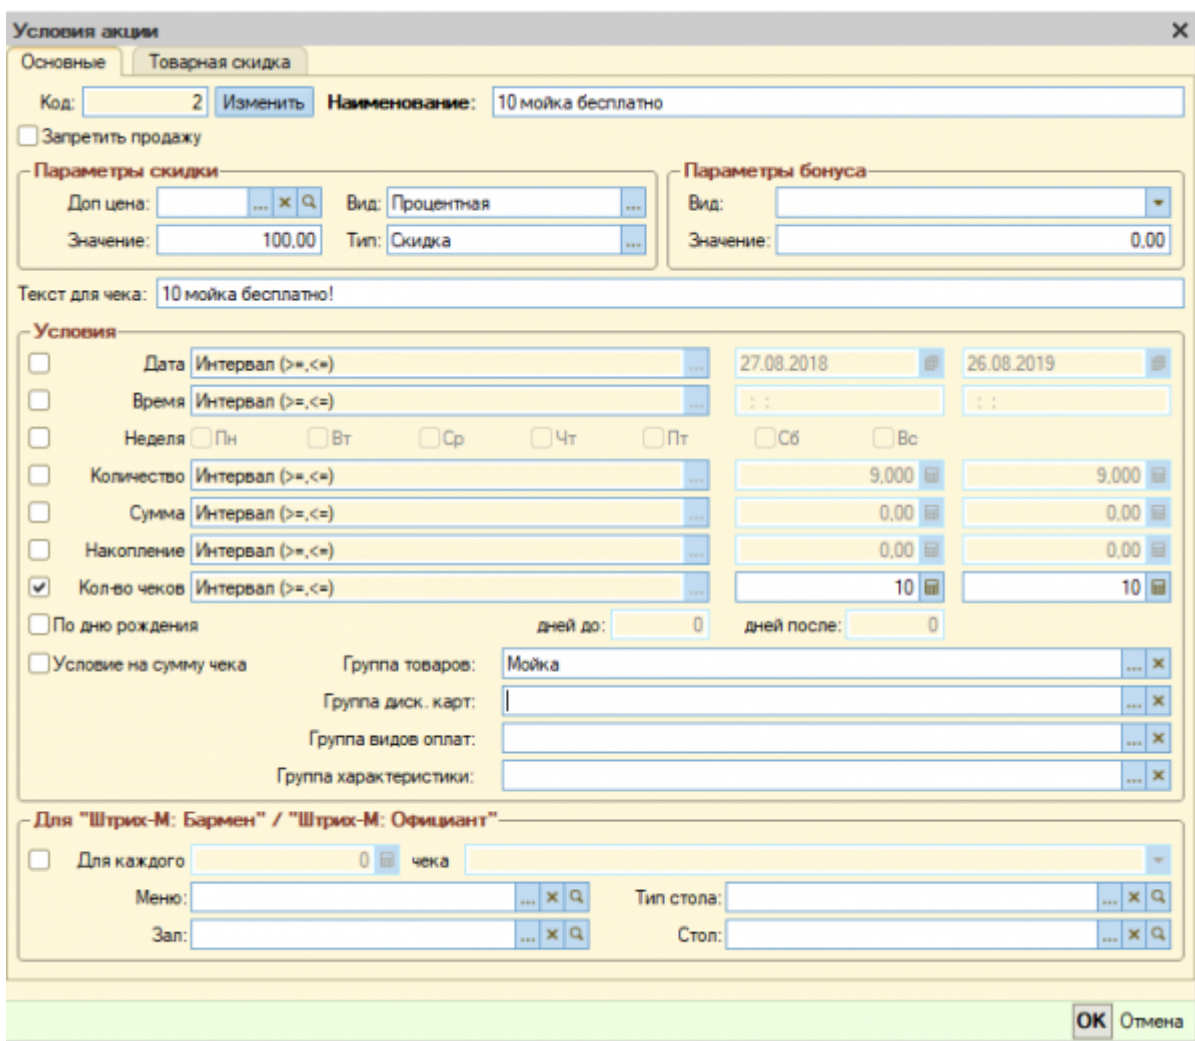 Условия акции
Основные Товарная скидка
Код: 2 Изменить Наименование: 10 мойка бесплатно
Запретить продажу
Параметры скидки Параметры бонуса
Доп цена: ... Вид: Процентная ... Вид:
Значение: 100,00 Тип: Скидка ... Значение: 0.00
Текст для чека: 10 мойка бесплатно!
Условия
Дата Интервал (>=,<=) ... 27.08.2018 26.08.2019
Время Интервал (>=,<=) ... : : : :
Неделя Пн Вт Ср Чт Пт Сб Вс
Количество Интервал (>=,<=) ... 9,000 9,000
Сумма Интервал (>=,<=) ... 0,00 0,00
Накопление Интервал (>=,<=) ... 0,00 0,00
Кол-во чеков Интервал (>=,<=) ... 10 10
По дню рождения дней до: 0 дней после: 0
Условие на сумму чека Группа товаров: Мойка ...
Группа диск. карт: ...
Группа видов оплат: ...
Группа характеристики: ...
Для "Штрих-М: Бармен" / "Штрих-М: Официант"
Для каждого 0 чека
Меню: ... Тип стола: ...
Зал: ... Стол: ...
OK Отмена